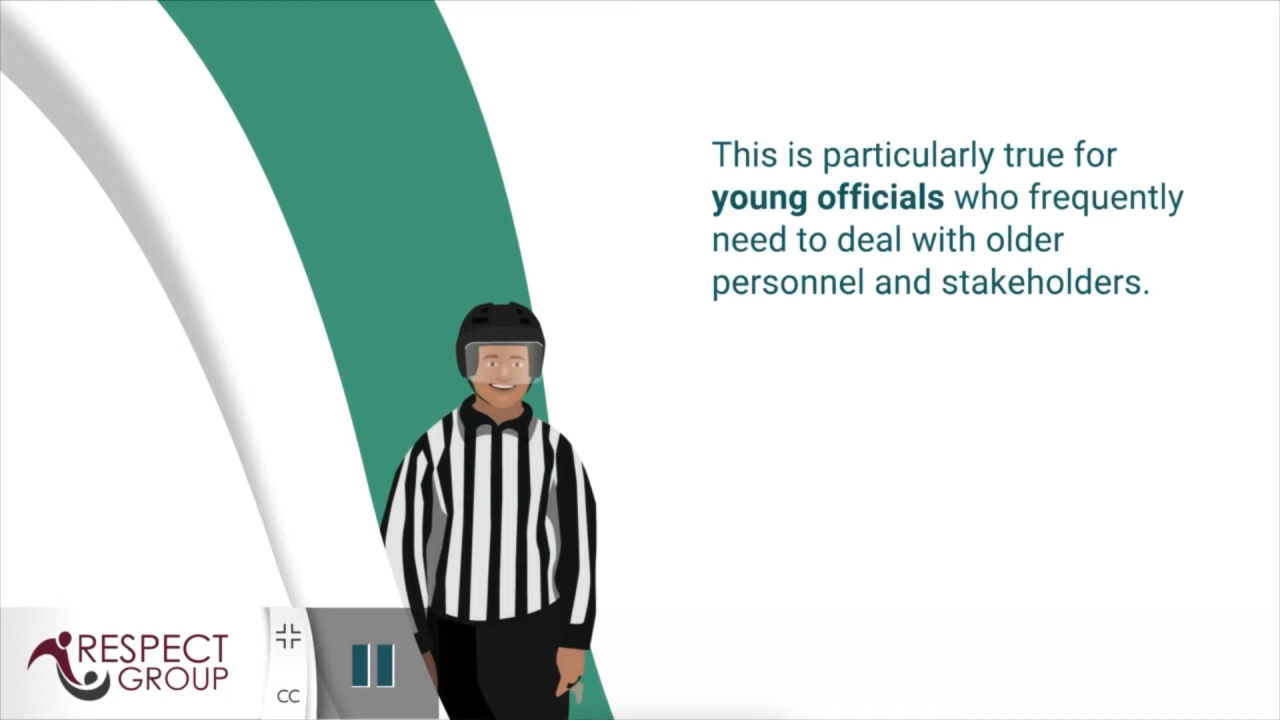 This is particularly true for
young officials who frequently
need to deal with older
personnel and stakeholders.
RESPECT
GROUP
CC